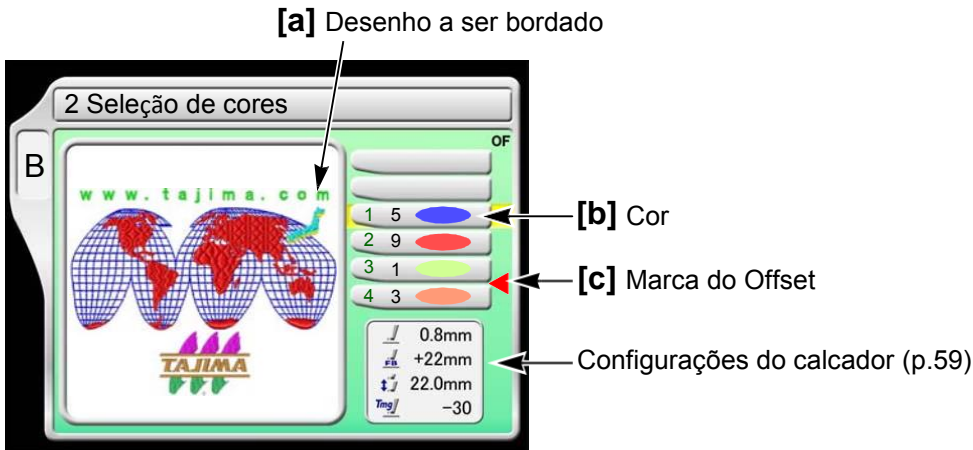 [a] Desenho a ser bordado
2 Seleção de cores
OF
B
www.tajima.com
1 5
[b] Cor
2 9
3 1
[c] Marca do Offset
4 3
0.8mm
FB +22mm
Configurações do calcador (p.59)
22.0mm
Tmg -30
TAJIMA